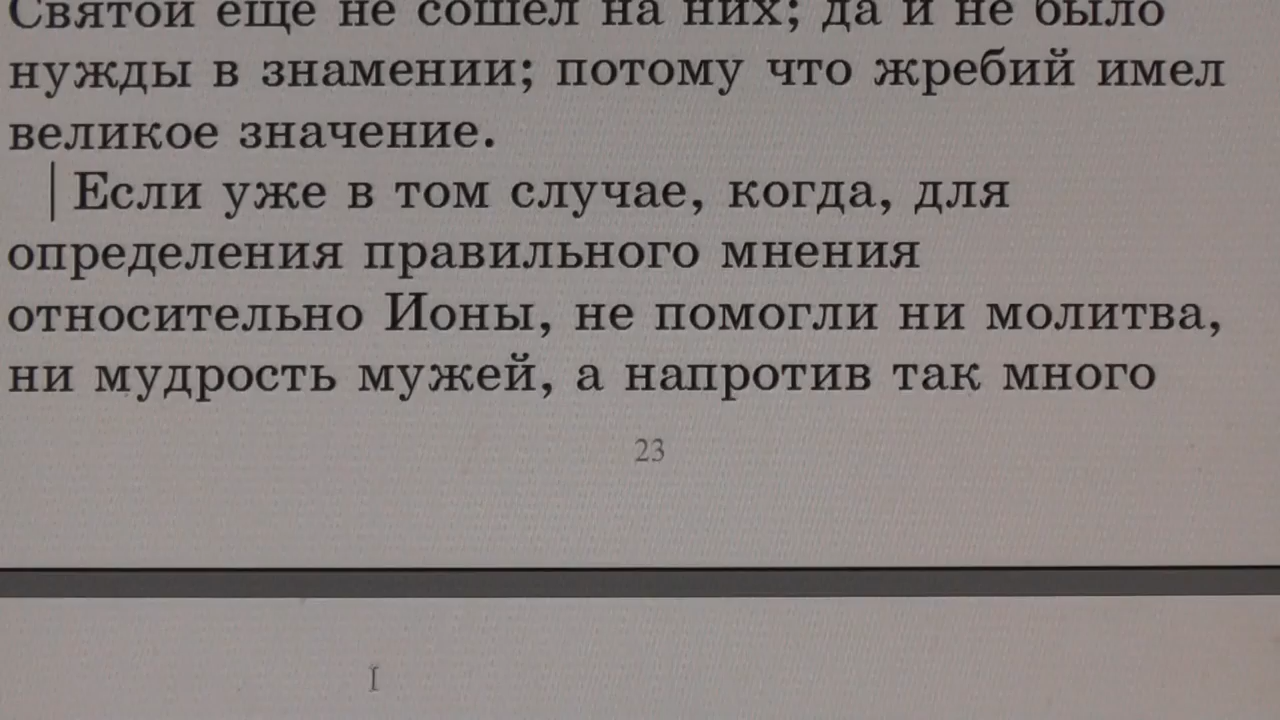 Святой еще не сошел на них; да и не было
нужды в знамении; потому что жребий имел
великое значение.
Если уже в том случае, когда, для
определения правильного мнения
относительно Ионы, не помогли ни молитва,
ни мудрость мужей, а напротив так много
23